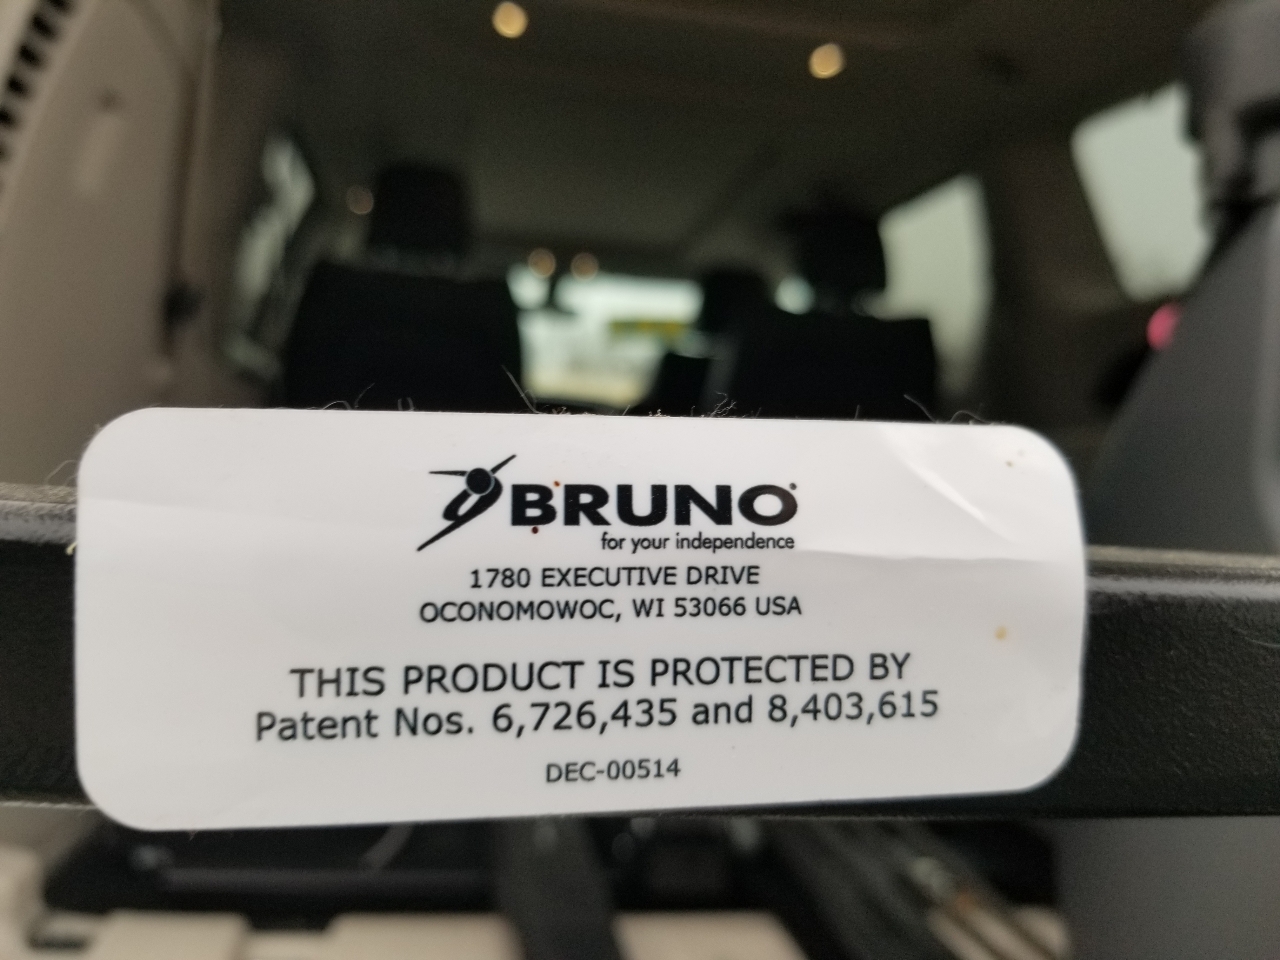 BRUNO®
for your independence
1780 EXECUTIVE DRIVE
OCONOMOWOC, WI 53066 USA
THIS PRODUCT IS PROTECTED BY
Patent Nos. 6,726,435 and 8,403,615
DEC-00514